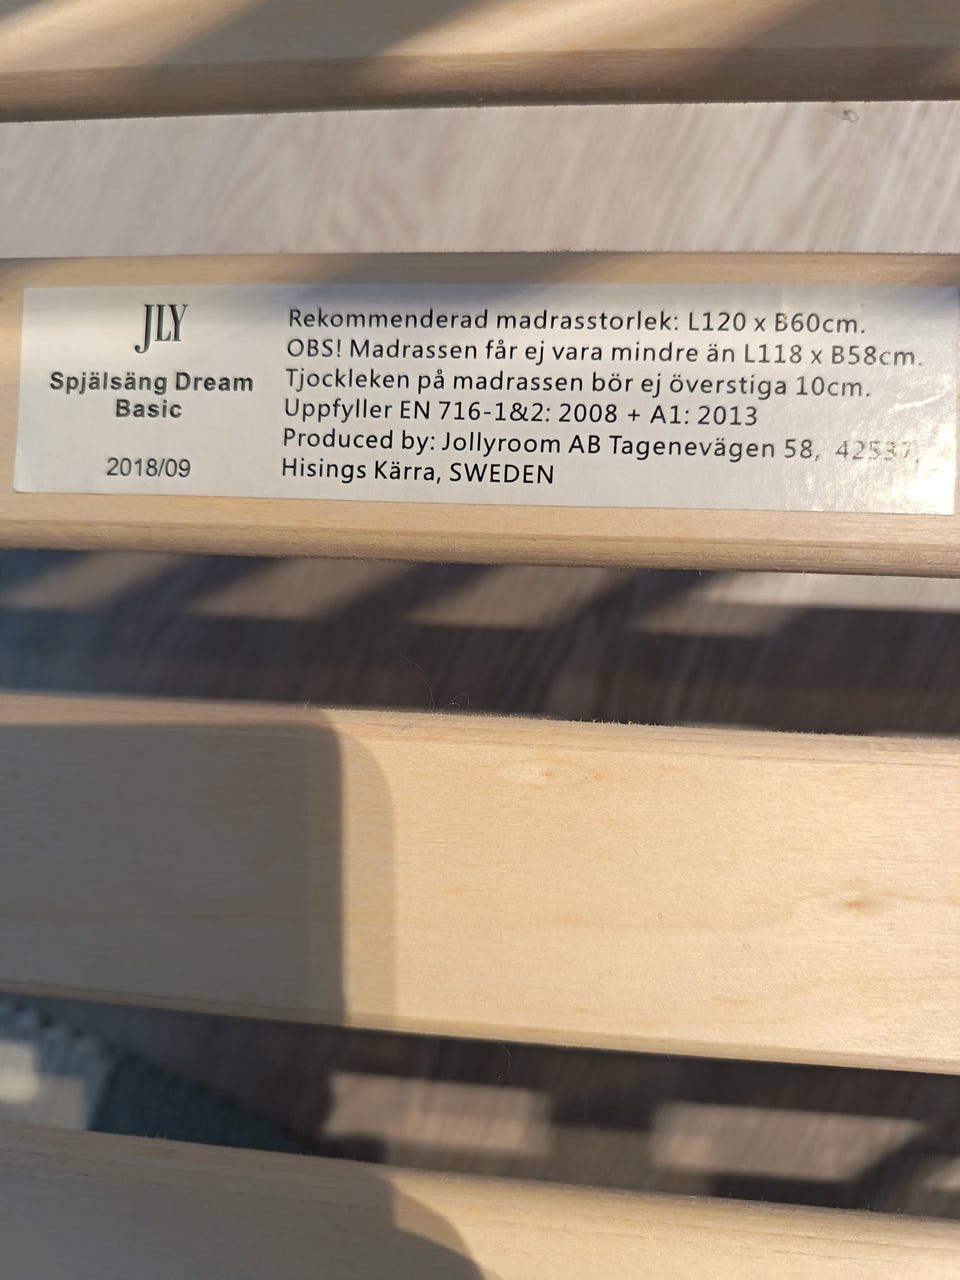 JLY
Spjälsäng Dream
Basic
2018/09
Rekommenderad madrasstorlek: L120 x B60cm.
OBS! Madrassen får ej vara mindre än L118 x B58cm.
Tjockleken på madrassen bör ej överstiga 10cm.
Uppfyller EN 716-1&2: 2008 + A1: 2013
Produced by: Jollyroom AB Tagenevägen 58, 42537,
Hisings Kärra, SWEDEN